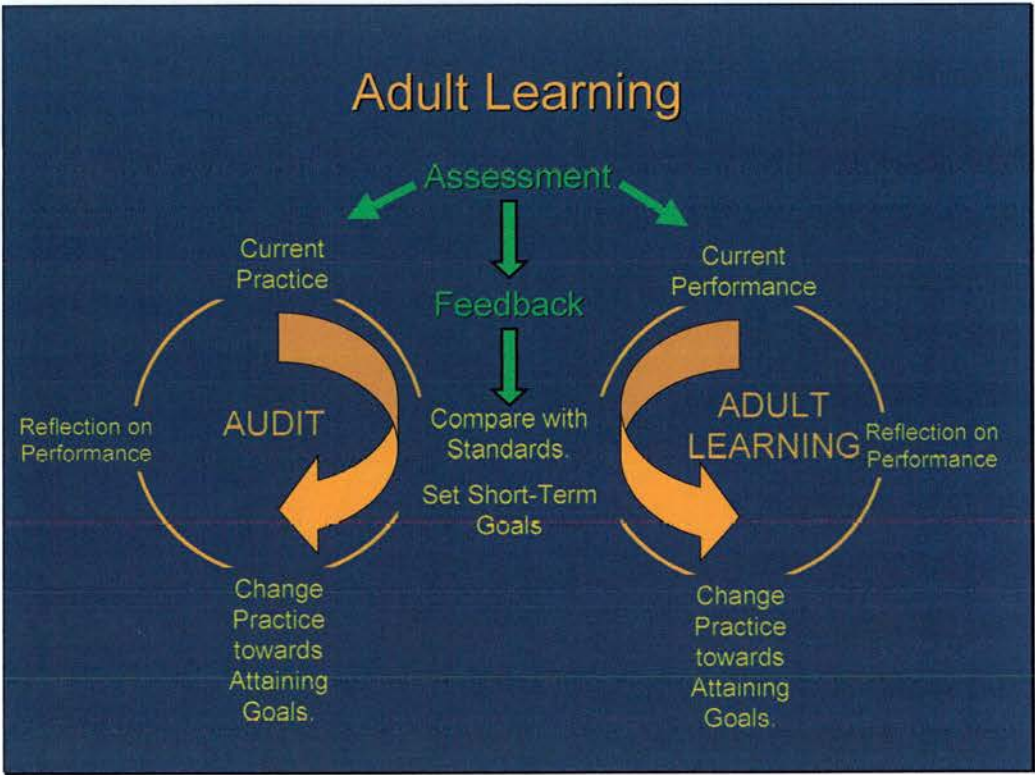 Adult Learning
Assessment
Current
Practice
Current
Performance
Feedback
AUDIT
Reflection on
Performance
Compare with
Standards.
Set Short-Term
Goals
ADULT
LEARNING
Reflection on
Performance
Change
Practice
towards
Attaining
Goals.
Change
Practice
towards
Attaining
Goals.